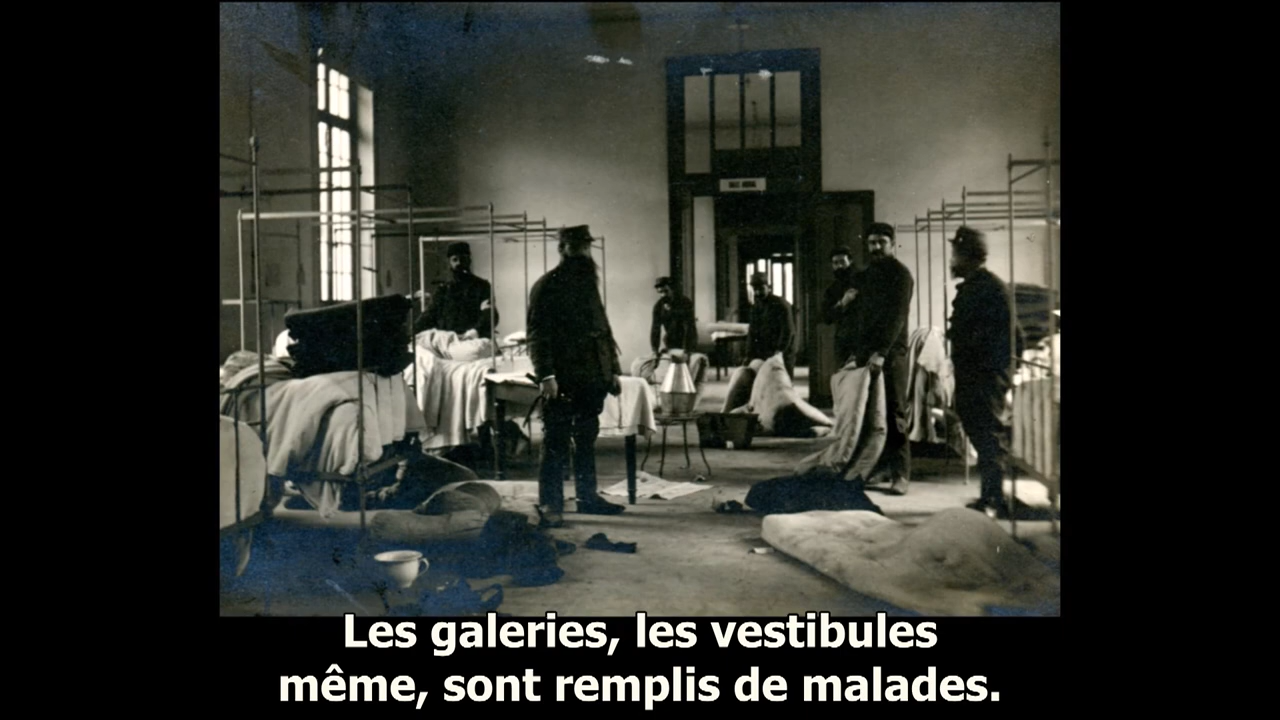 Les galeries, les vestibules
même, sont remplis de malades.